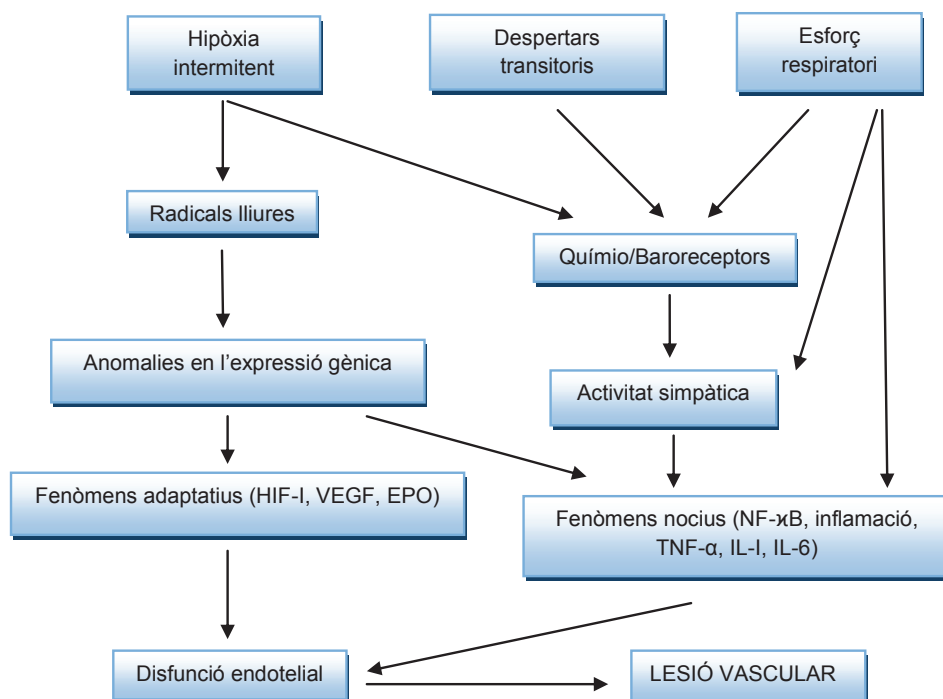 Hipòxia
intermitent
Despertars
transitoris
Esforç
respiratori
Radicals lliures
Químio/Baroreceptors
Anomalies en l’expressió gènica
Activitat simpàtica
Fenòmens adaptatius (HIF-I, VEGF, EPO)
Fenòmens nocius (NF-ϰB, inflamació,
TNF-α, IL-I, IL-6)
Disfunció endotelial
LESIÓ VASCULAR